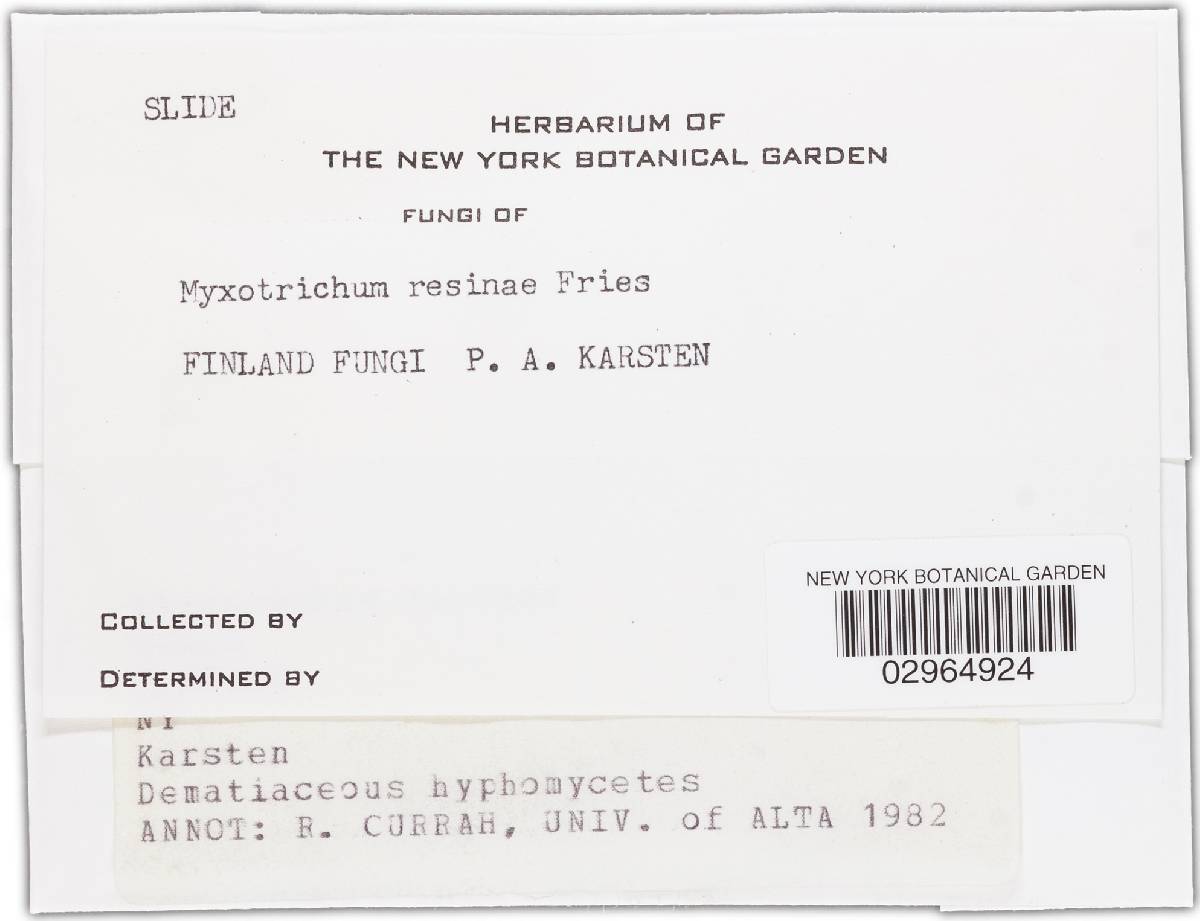 SLIDE
HERBARIUM OF
THE NEW YORK BOTANICAL GARDEN
FUNGI OF
Myxotrichum resinae Fries
FINLAND FUNGI P. A. KARSTEN
NEW YORK BOTANICAL GARDEN
02964924
COLLECTED BY
DETERMINED BY
NY
Karsten
Dematiaceous hyphomycetes
ANNOT: R. CURRAH, UNIV. of ALTA 1982